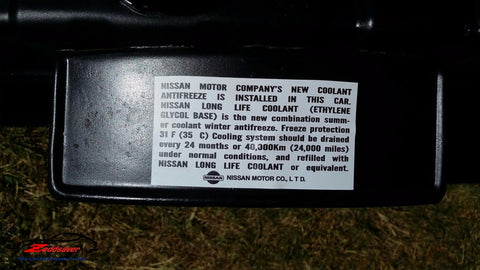 NISSAN MOTOR COMPANY'S NEW COOLANT
ANTIFREEZE IS INSTALLED IN THIS CAR.
NISSAN LONG LIFE COOLANT (ETHYLENE
GLYCOL BASE) is the new combination summ-
er coolant winter antifreeze. Freeze protection
31 F (35 C) Cooling system should be drained
every 24 months or 40,000Km (24,000 miles)
under normal conditions, and refilled with
NISSAN LONG LIFE COOLANT or equivalent.
NISSAN NISSAN MOTOR CO., LTD.
Zeddsaver